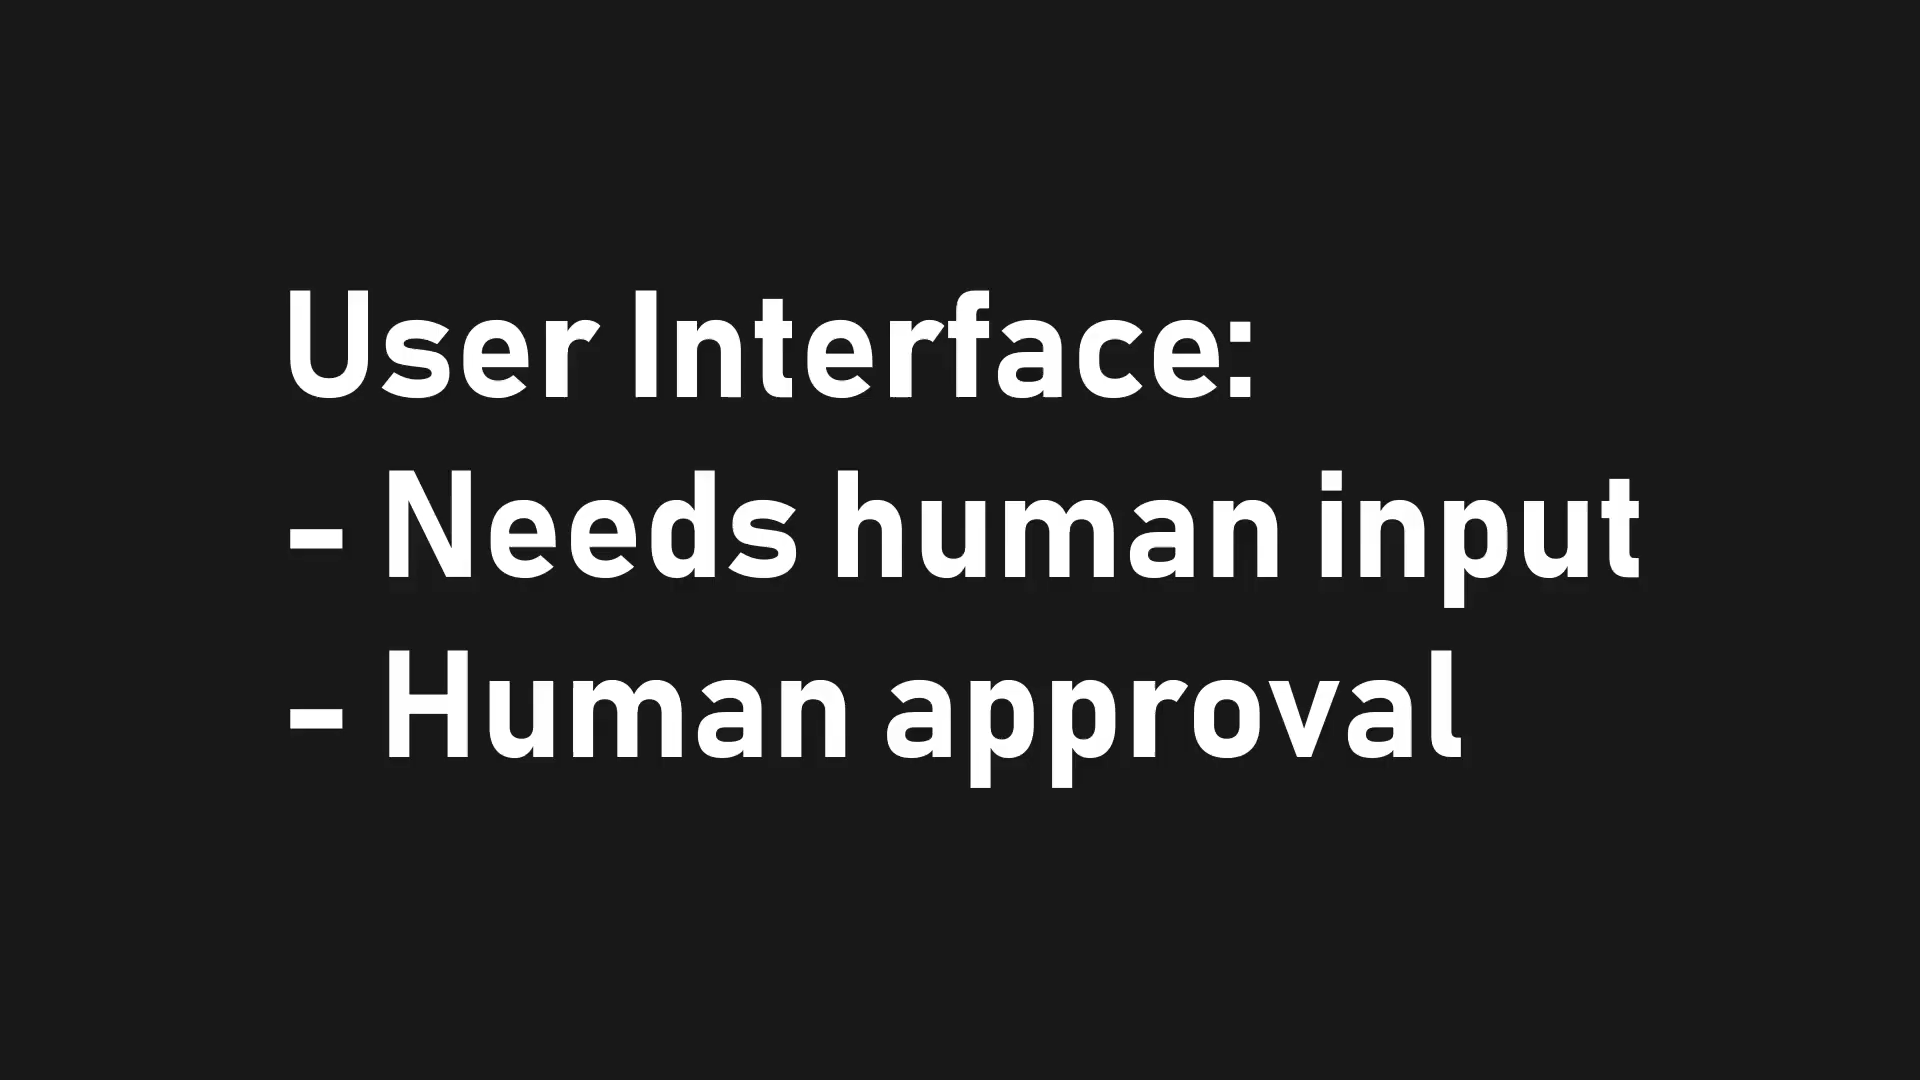 User Interface:
- Needs human input
- Human approval